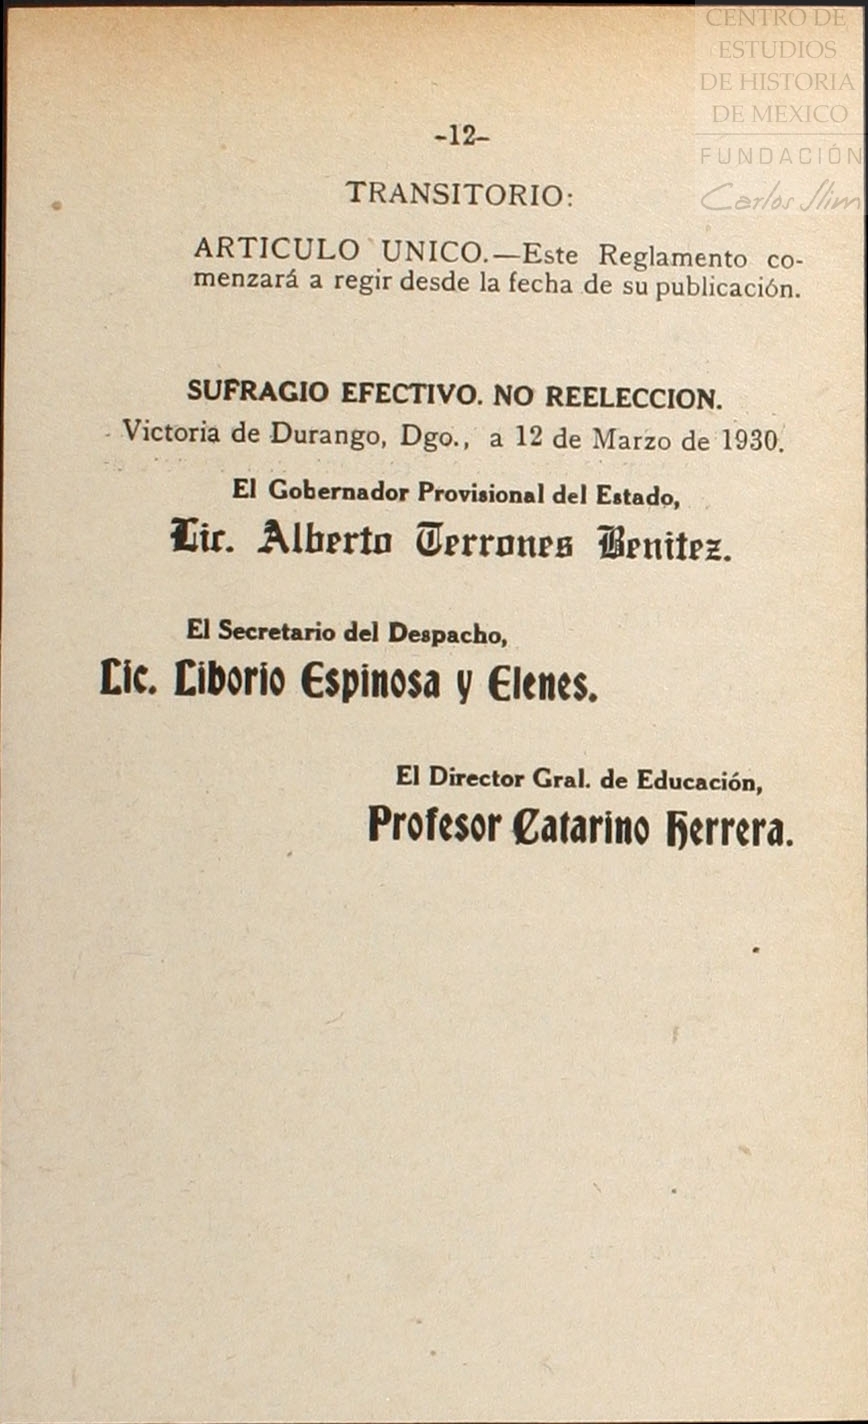 CENTRO DE
ESTUDIOS
DE HISTORIA
DE MEXICO
FUNDACIÓN
Carlos Slim
-12-
TRANSITORIO:
ARTICULO UNICO.—Este Reglamento co-
menzará a regir desde la fecha de su publicación.
SUFRAGIO EFECTIVO. NO REELECCION.
Victoria de Durango, Dgo., a 12 de Marzo de 1930.
El Gobernador Provisional del Estado,
Lic. Alberto Terrones Benitez.
El Secretario del Despacho,
Lic. Liborio Espinosa y Elenes.
El Director Gral. de Educación,
Profesor Catarino Herrera.